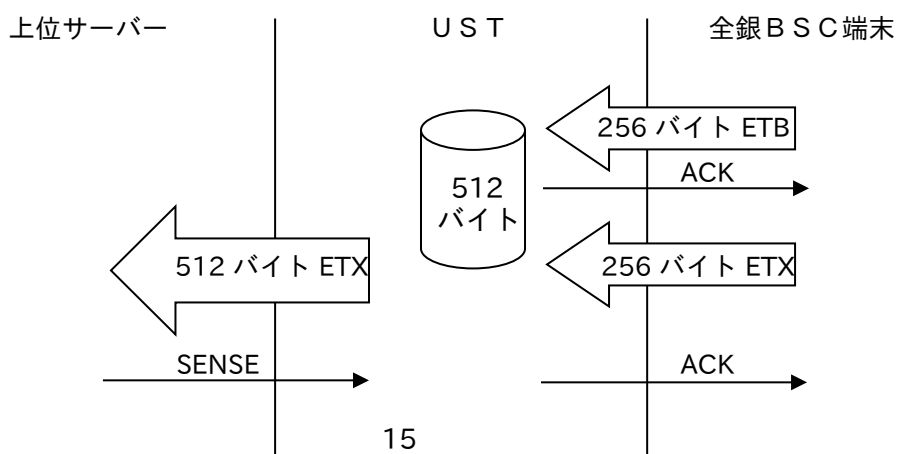 上位サーバー
ＵＳＴ
全銀ＢＳＣ端末
256 バイト ETB
ACK
512
バイト
512 バイト ETX
256 バイト ETX
SENSE
ACK
15